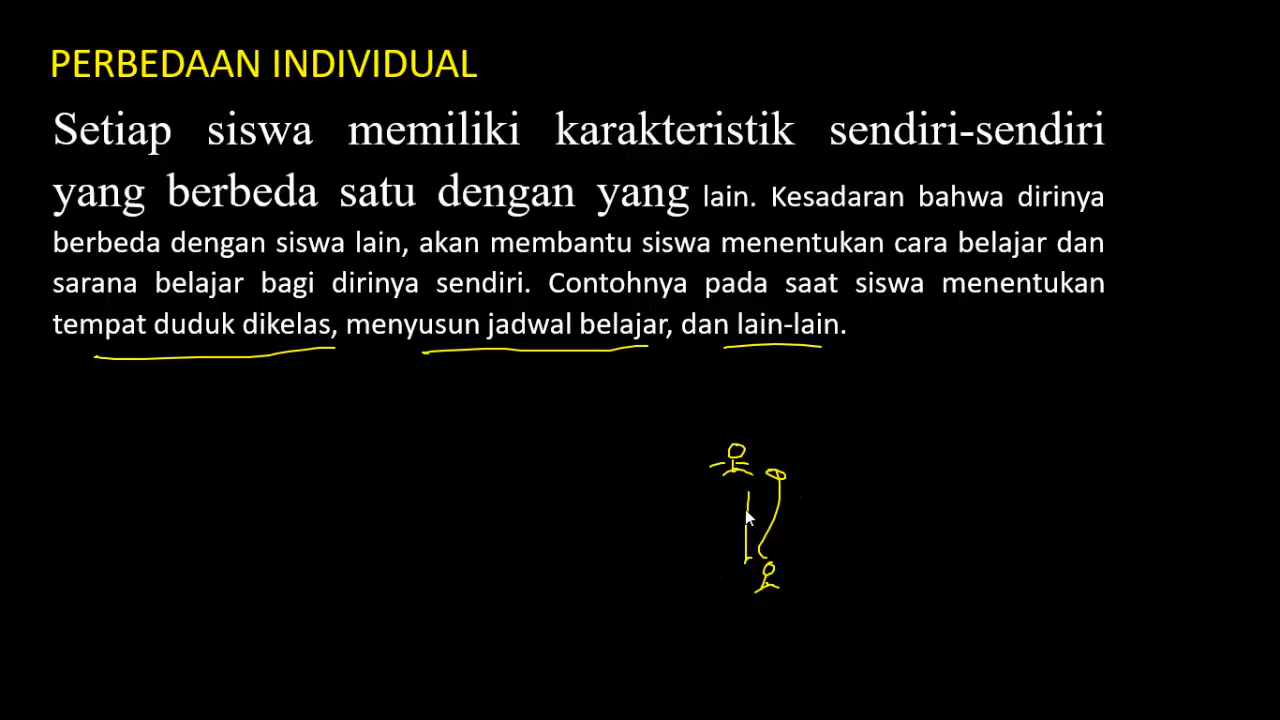 PERBEDAAN INDIVIDUAL
Setiap siswa memiliki karakteristik sendiri-sendiri
yang berbeda satu dengan yang lain. Kesadaran bahwa dirinya
berbeda dengan siswa lain, akan membantu siswa menentukan cara belajar dan
sarana belajar bagi dirinya sendiri. Contohnya pada saat siswa menentukan
tempat duduk dikelas, menyusun jadwal belajar, dan lain-lain.